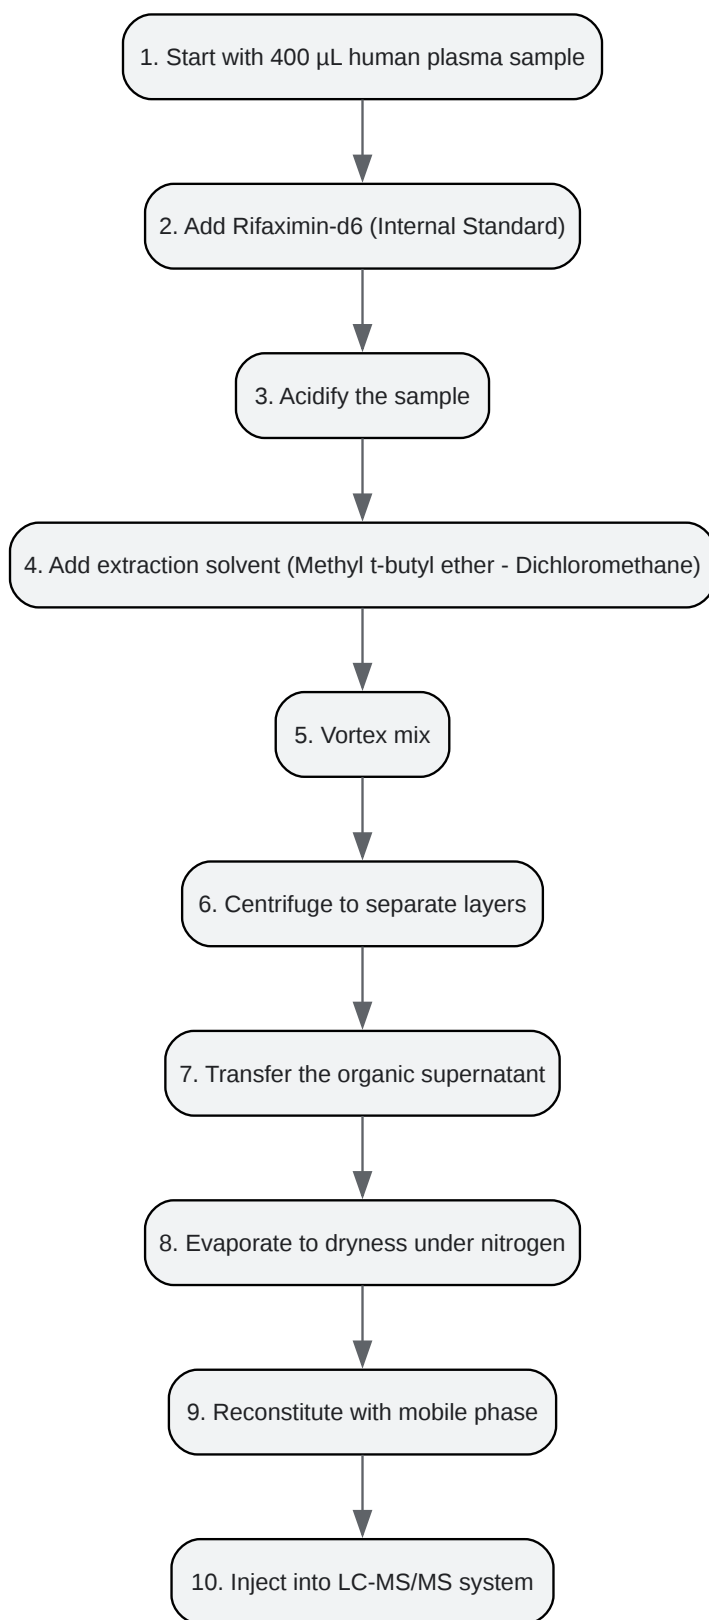 1. Start with 400 µL human plasma sample
2. Add Rifaximin-d6 (Internal Standard)
3. Acidify the sample
4. Add extraction solvent (Methyl t-butyl ether - Dichloromethane)
5. Vortex mix
6. Centrifuge to separate layers
7. Transfer the organic supernatant
8. Evaporate to dryness under nitrogen
9. Reconstitute with mobile phase
10. Inject into LC-MS/MS system